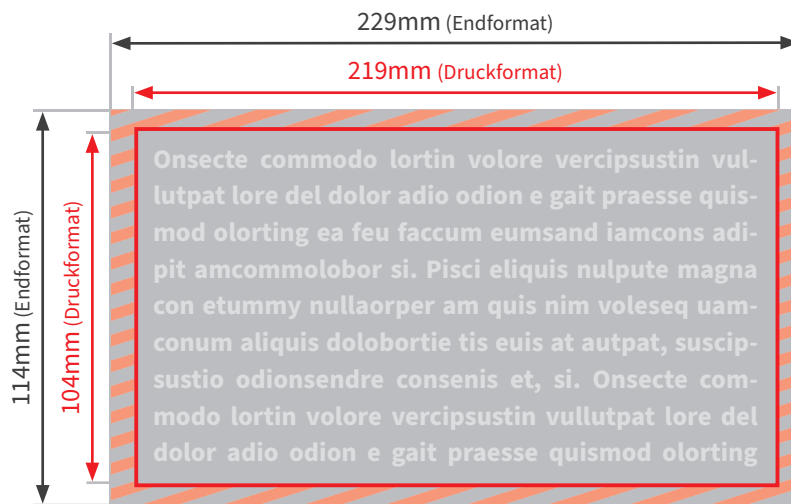 229mm (Endformat)
219mm (Druckformat)
114mm (Endformat)
104mm (Druckformat)
Onsecte commodo lortin volore vercipsustin vul-
lutpat lore del dolor adio odion e gait praesse quis-
mod olorting ea feu faccum eumsand iamcons adi-
pit amcommolobor si. Pisci eliquis nulpute magna
con etummy nullaorper am quis nim voleseq uam-
conum aliquis dolobortie tis euis at autpat, suscip-
sustio odionsendre consenis et, si. Onsecte com-
modo lortin volore vercipsustin vullutpat lore del
dolor adio odion e gait praesse quismod olorting